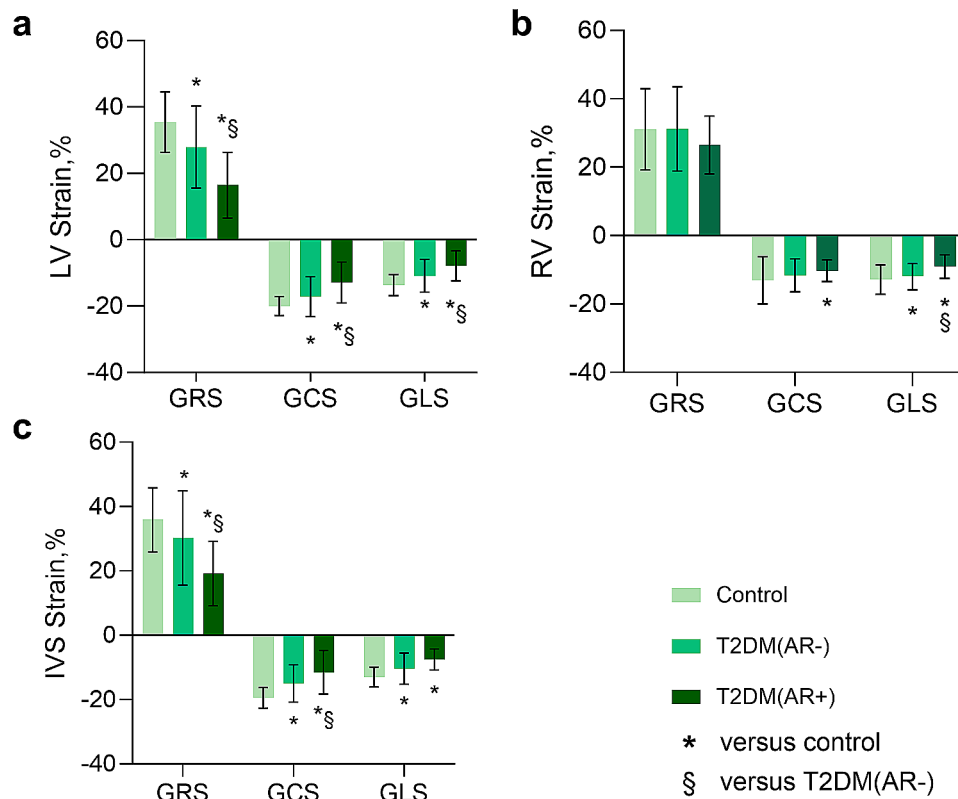 a
60
40
20
0
-20
-40
LV Strain,%
*
*§
*
*§
*
*§
GRS GCS GLS
b
60
40
20
0
-20
-40
RV Strain,%
*
*
*
§
GRS GCS GLS
c
60
40
20
0
-20
-40
IVS Strain,%
*
*§
*
*§
*
*
GRS GCS GLS
Control
T2DM(AR-)
T2DM(AR+)
* versus control
§ versus T2DM(AR-)